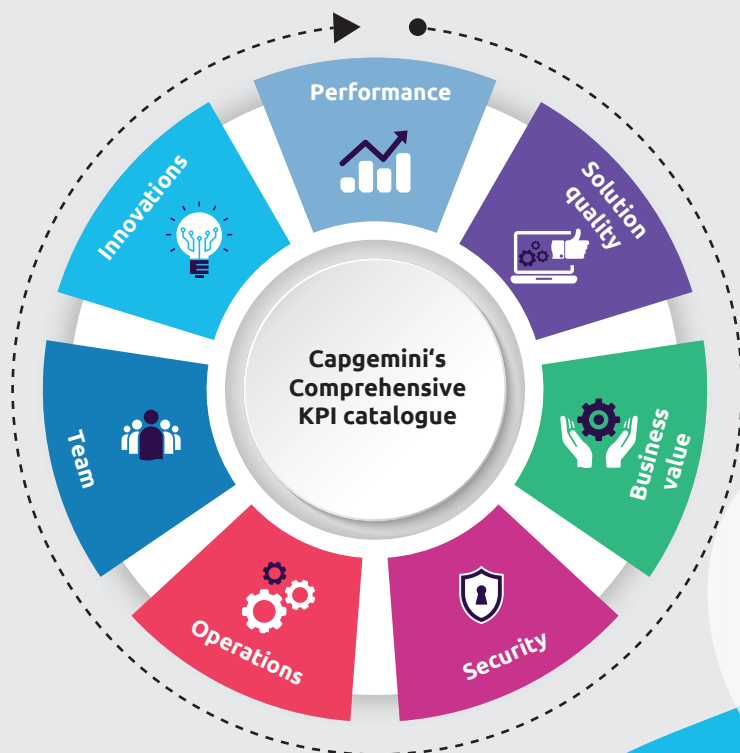 Performance
Solution
quality
Business
value
Security
Operations
Team
Innovations
Capgemini‘s
Comprehensive
KPI catalogue